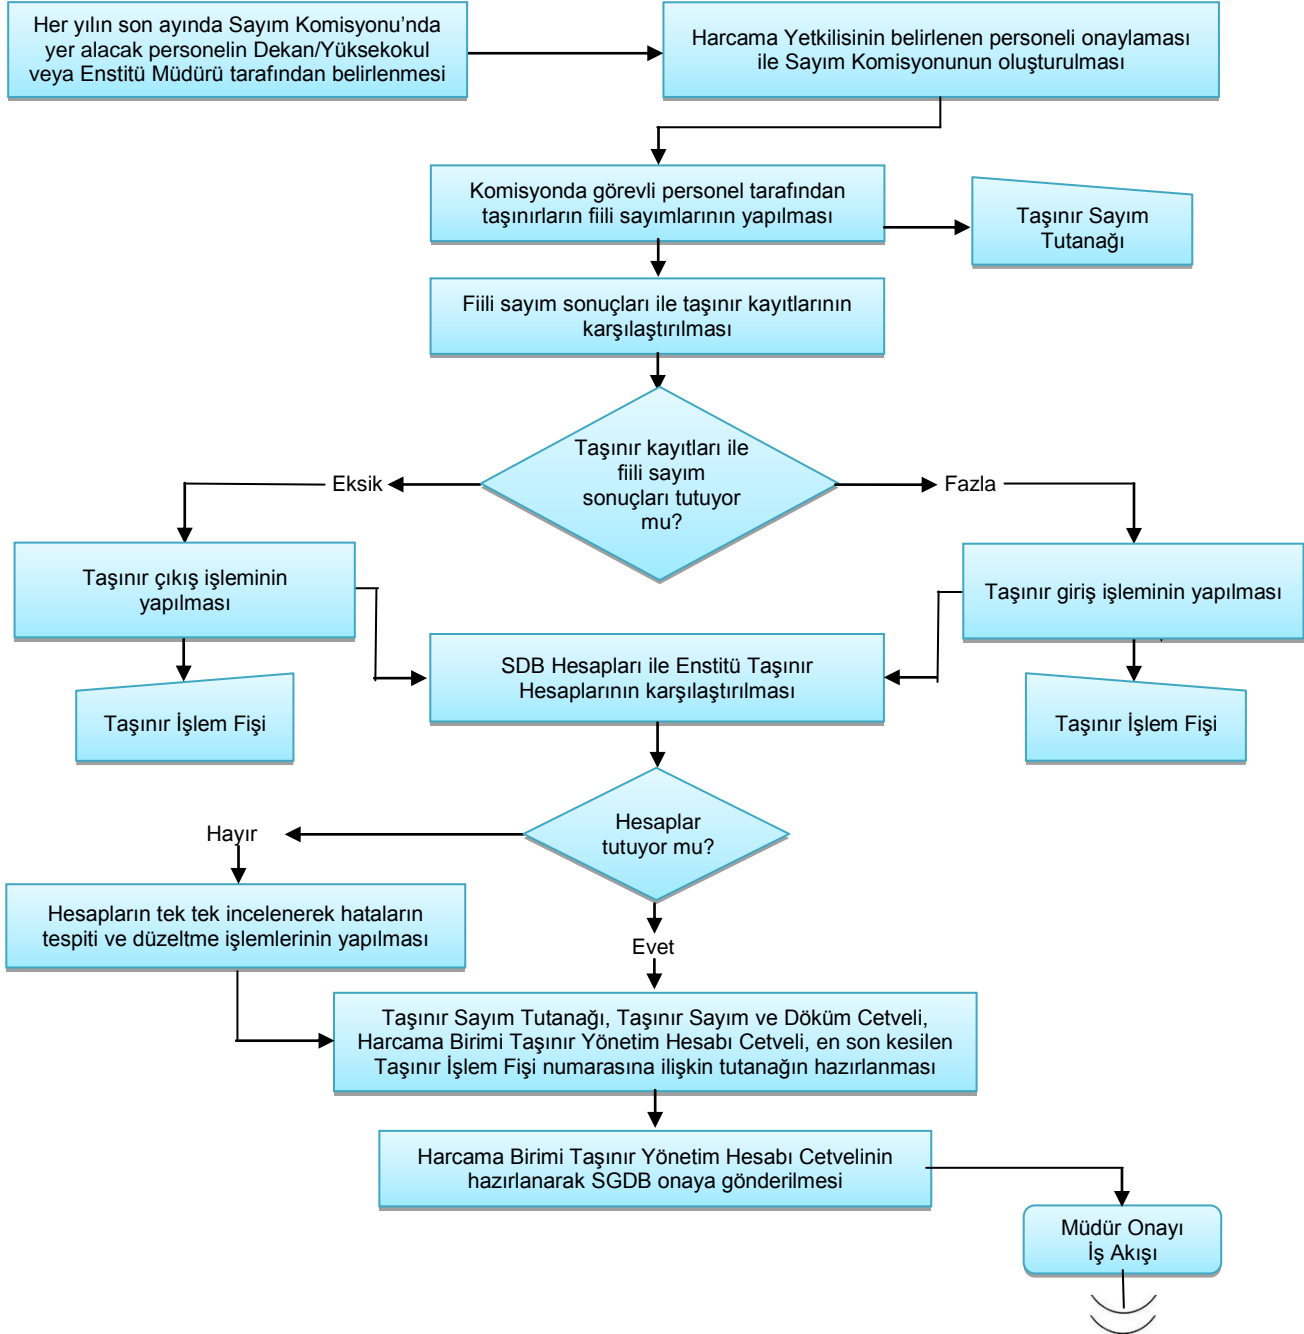 Her yılın son ayında Sayım Komisyonu’nda
yer alacak personelin Dekan/Yüksekokul
veya Enstitü Müdürü tarafından belirlenmesi
Harcama Yetkilisinin belirlenen personeli onaylaması
ile Sayım Komisyonunun oluşturulması
Komisyonda görevli personel tarafından
taşınırların fiili sayımlarının yapılması
Taşınır Sayım
Tutanağı
Fiili sayım sonuçları ile taşınır kayıtlarının
karşılaştırılması
Taşınır kayıtları ile
fiili sayım
sonuçları tutuyor
mu?
Eksik
Fazla
Taşınır çıkış işleminin
yapılması
Taşınır giriş işleminin yapılması
SDB Hesapları ile Enstitü Taşınır
Hesaplarının karşılaştırılması
Taşınır İşlem Fişi
Taşınır İşlem Fişi
Hesaplar
tutuyor mu?
Hayır
Hesapların tek tek incelenerek hataların
tespiti ve düzeltme işlemlerinin yapılması
Evet
Taşınır Sayım Tutanağı, Taşınır Sayım ve Döküm Cetveli,
Harcama Birimi Taşınır Yönetim Hesabı Cetveli, en son kesilen
Taşınır İşlem Fişi numarasına ilişkin tutanağın hazırlanması
Harcama Birimi Taşınır Yönetim Hesabı Cetvelinin
hazırlanarak SGDB onaya gönderilmesi
Müdür Onayı
İş Akışı